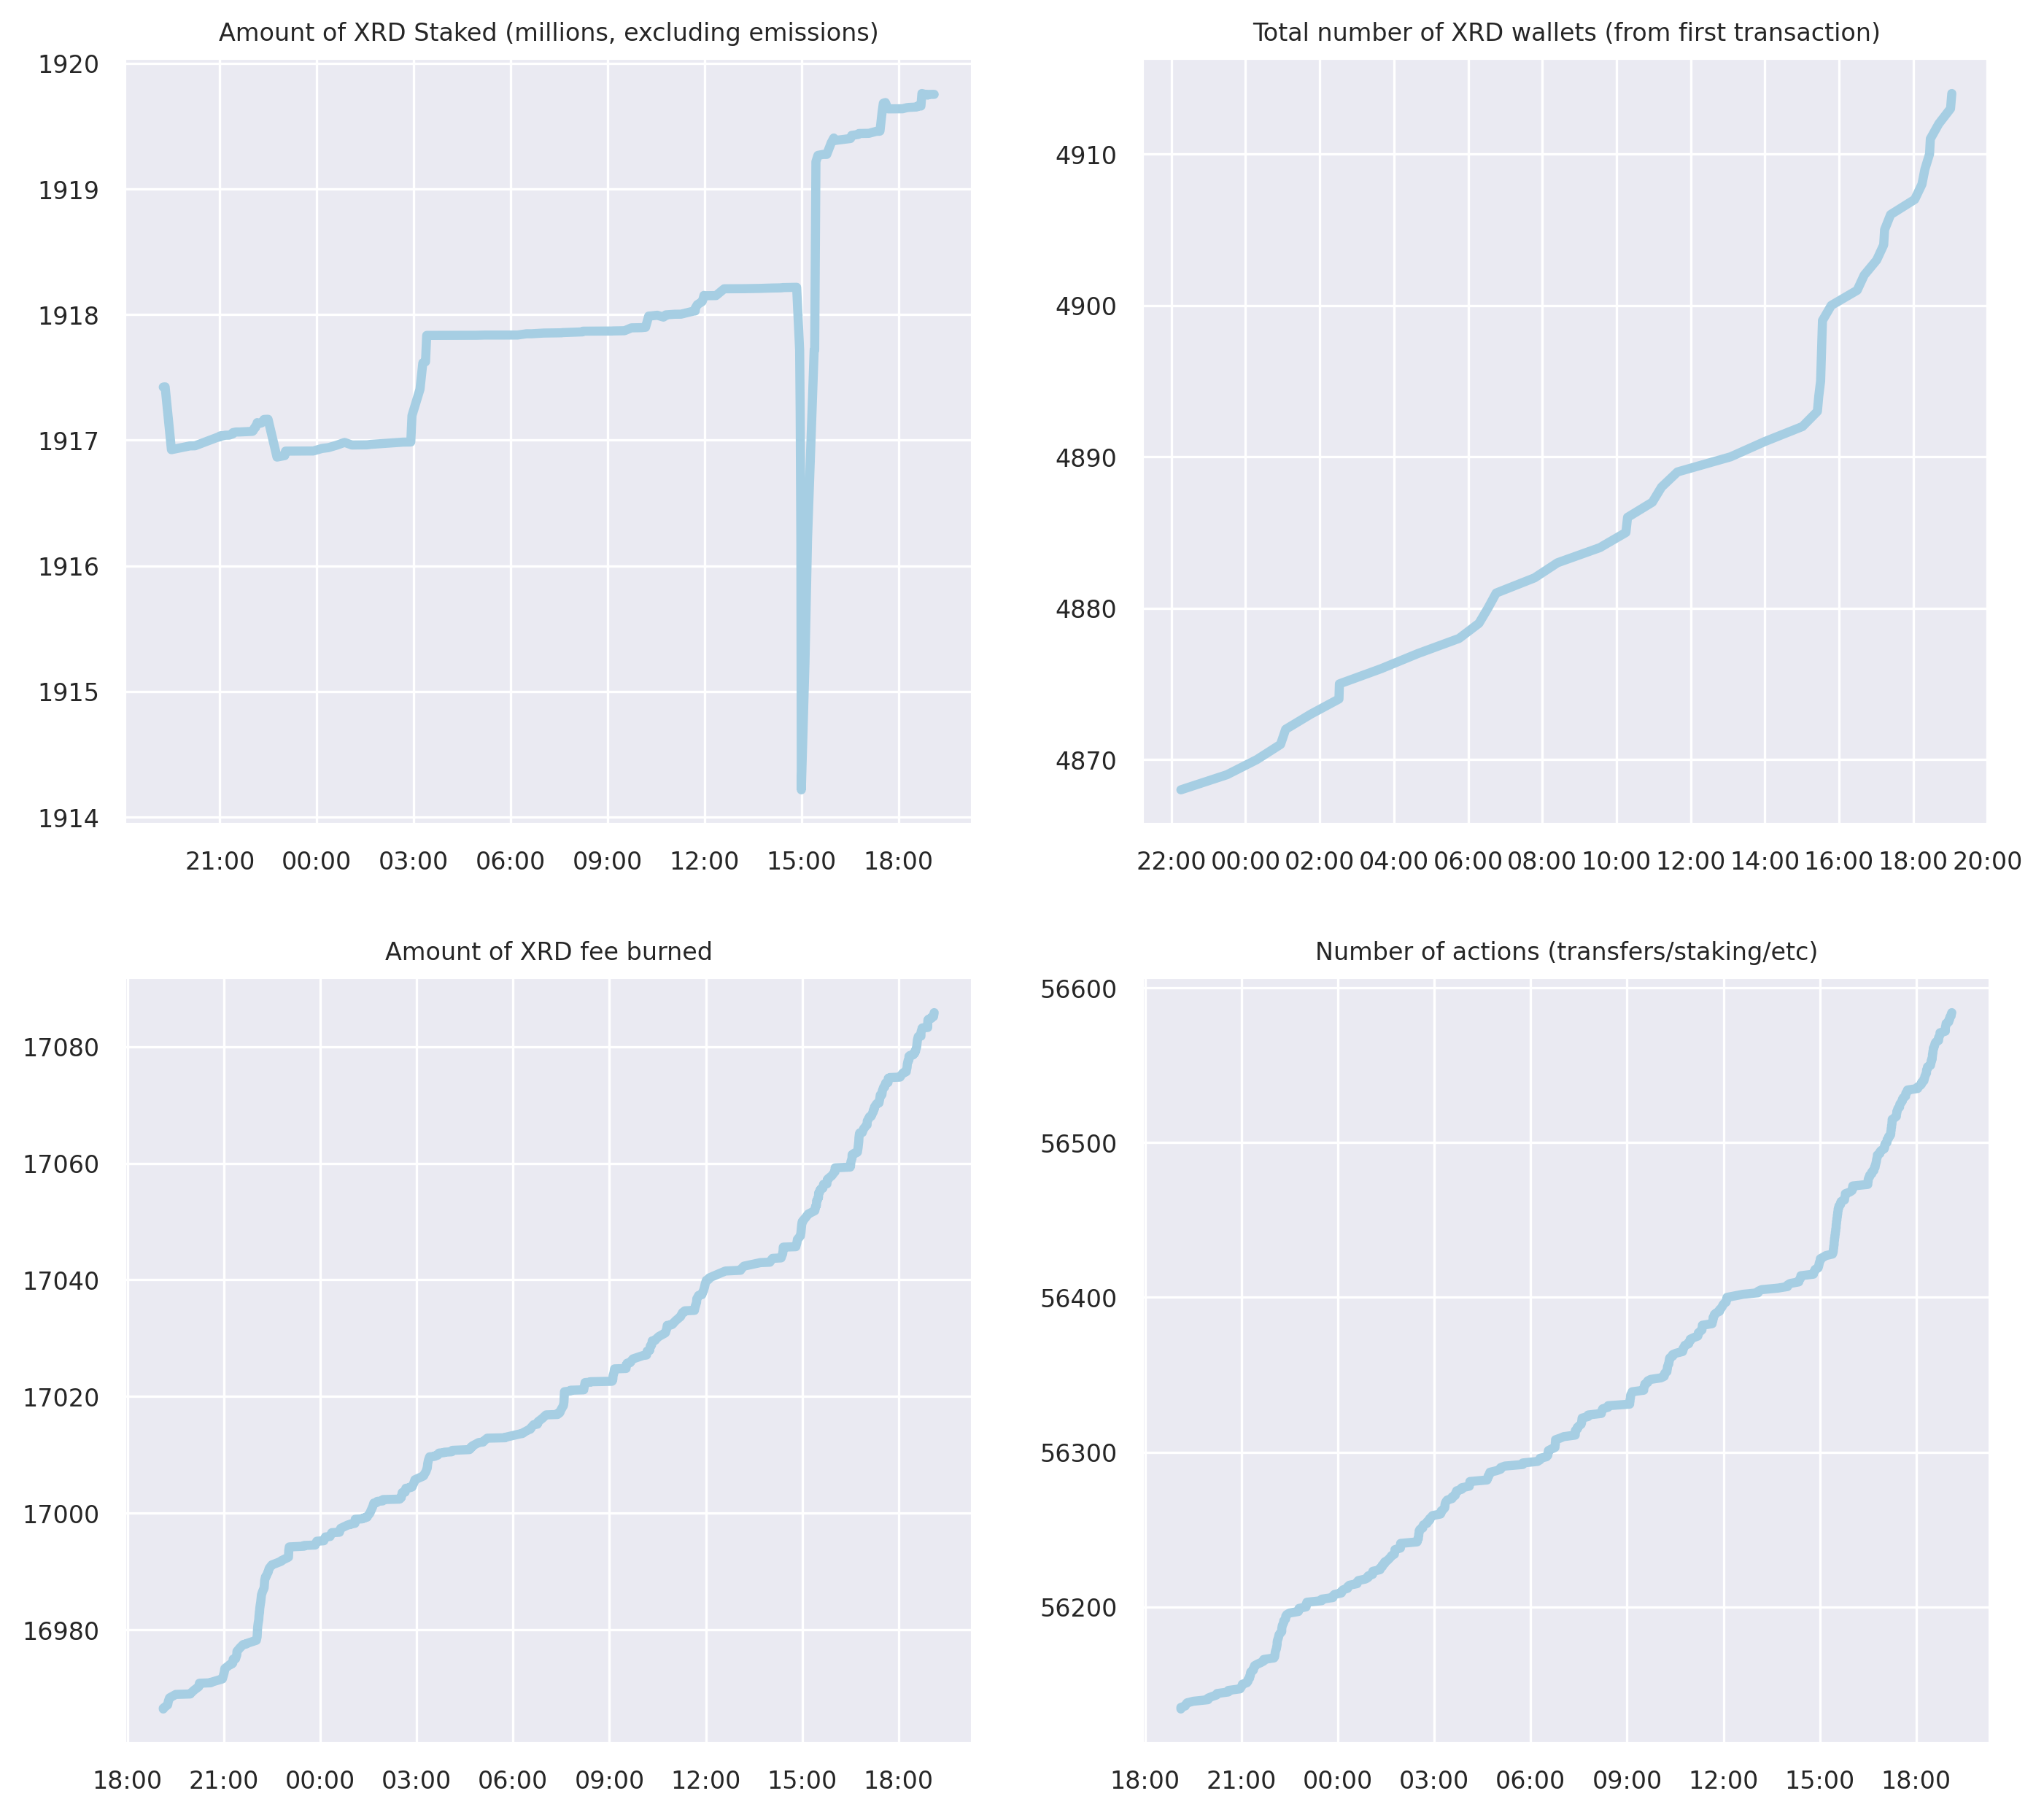 Amount of XRD Staked (millions, excluding emissions)
1920
1919
1918
1917
1916
1915
1914
21:00 00:00 03:00 06:00 09:00 12:00 15:00 18:00
Total number of XRD wallets (from first transaction)
4910
4900
4890
4880
4870
22:00 00:00 02:00 04:00 06:00 08:00 10:00 12:00 14:00 16:00 18:00 20:00
Amount of XRD fee burned
17080
17060
17040
17020
17000
16980
18:00 21:00 00:00 03:00 06:00 09:00 12:00 15:00 18:00
Number of actions (transfers/staking/etc)
56600
56500
56400
56300
56200
18:00 21:00 00:00 03:00 06:00 09:00 12:00 15:00 18:00